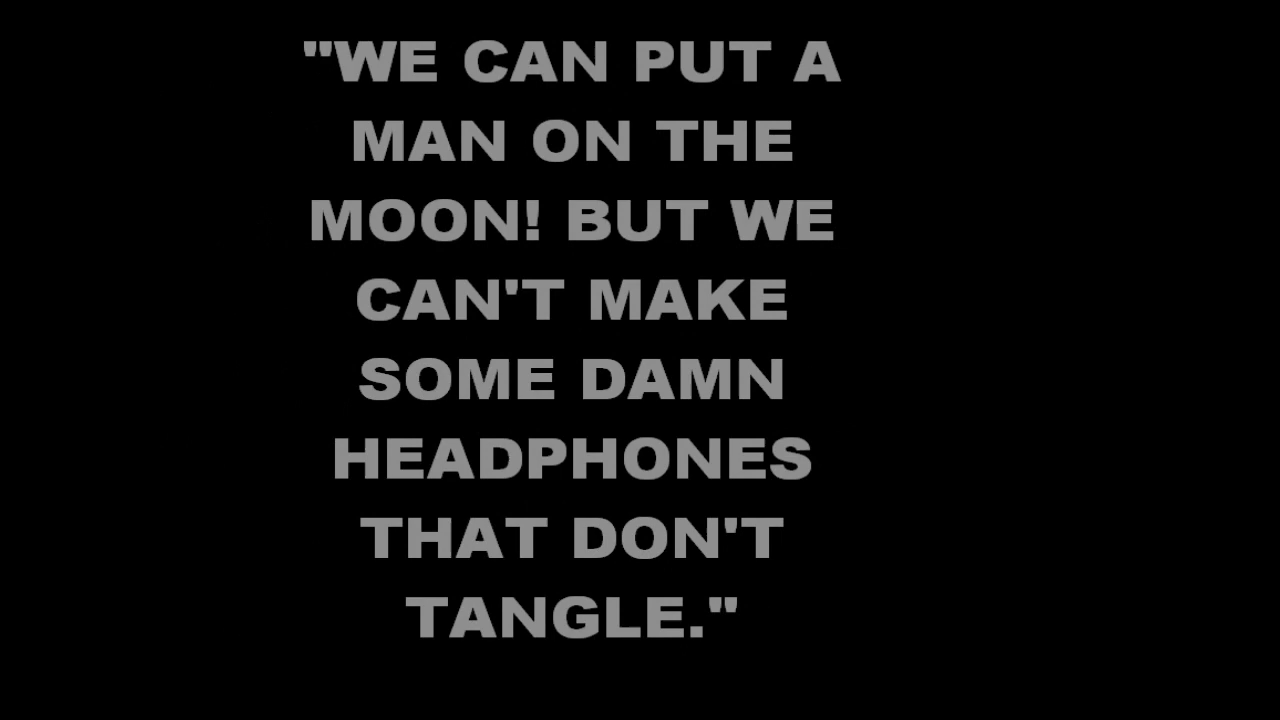 "WE CAN PUT A
MAN ON THE
MOON! BUT WE
CAN'T MAKE
SOME DAMN
HEADPHONES
THAT DON'T
TANGLE."